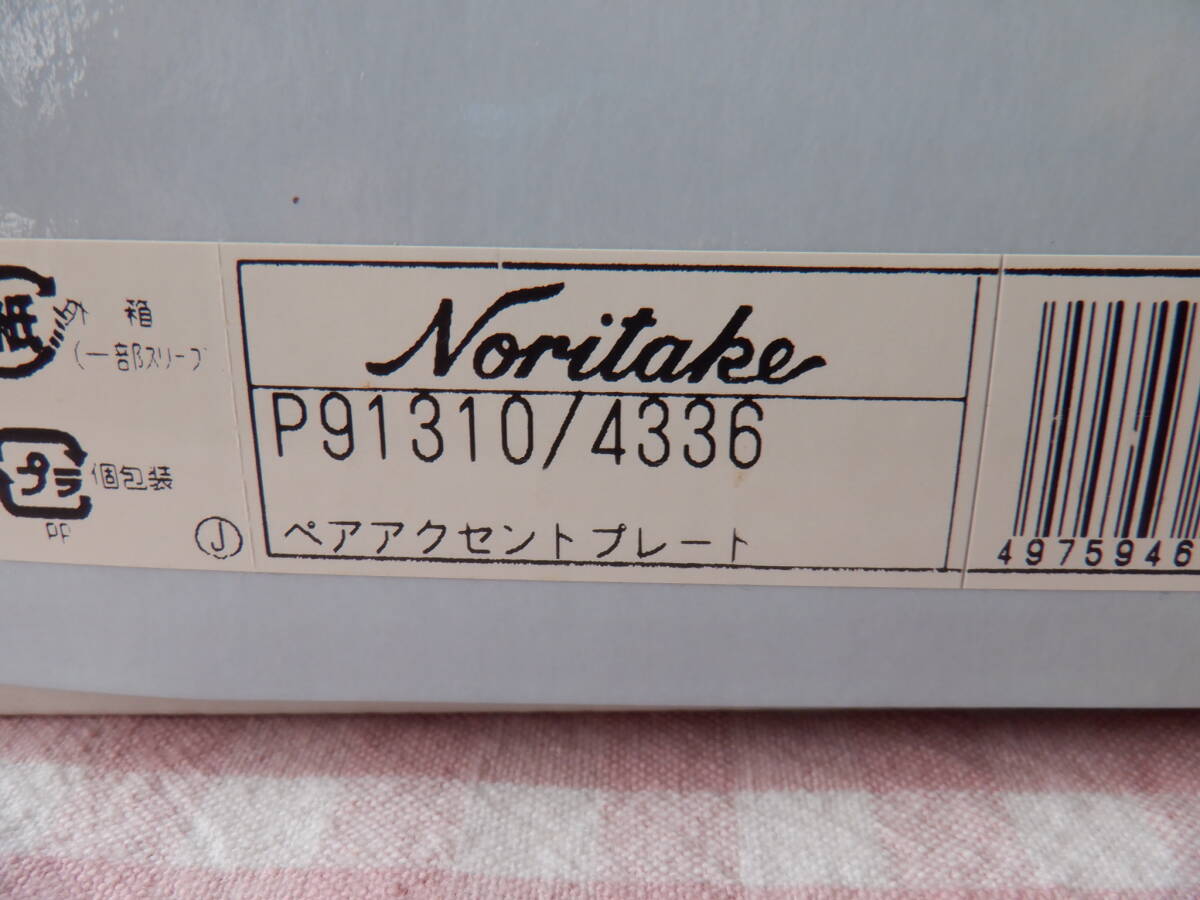 紙
外箱
(一部スリーブ
プラ
個包装
PP
J
Noritake
P91310/4336
ペアアクセントプレート
4975946